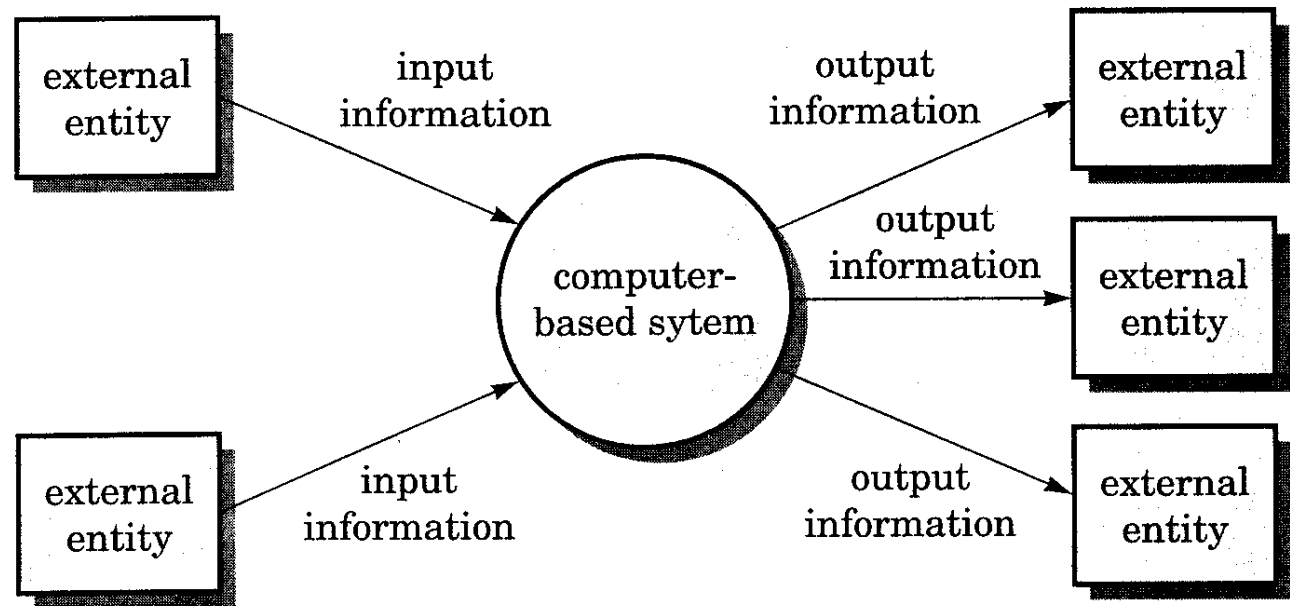 external
entity
input
information
output
information
external
entity
output
information
external
entity
computer-
based sytem
external
entity
input
information
output
information
external
entity